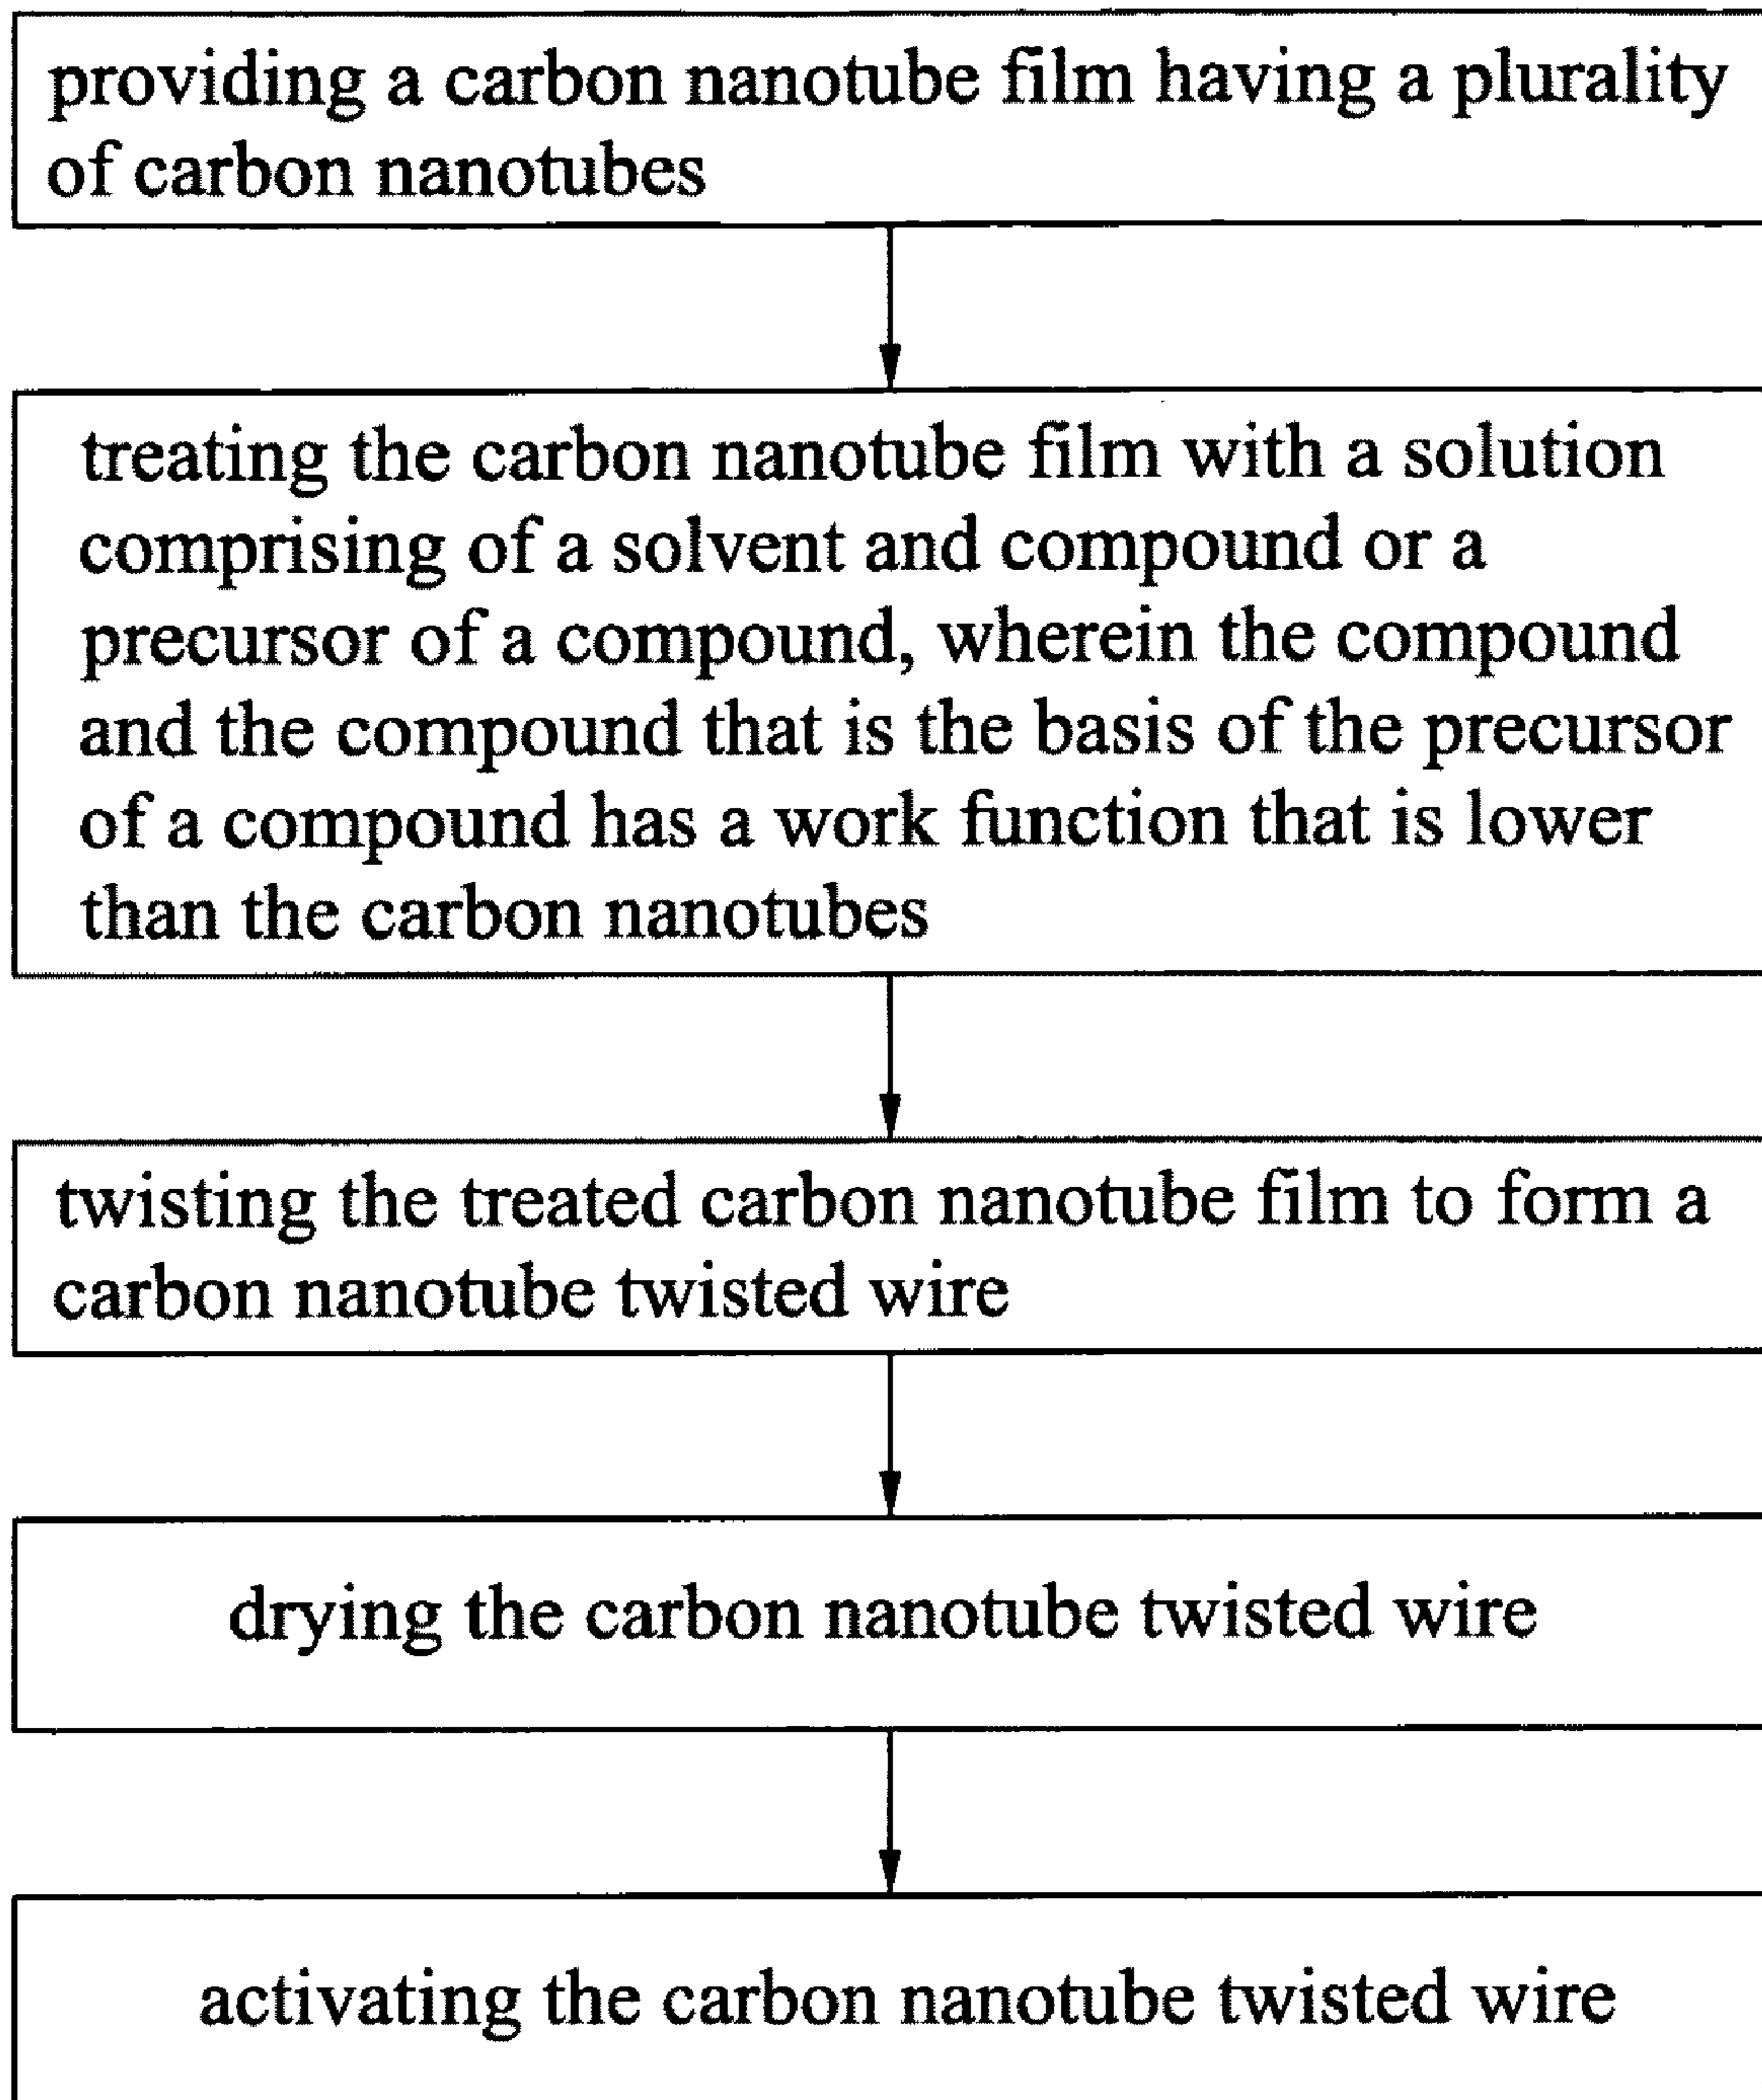 providing a carbon nanotube film having a plurality
of carbon nanotubes
treating the carbon nanotube film with a solution
comprising of a solvent and compound or a
precursor of a compound, wherein the compound
and the compound that is the basis of the precursor
of a compound has a work function that is lower
than the carbon nanotubes
twisting the treated carbon nanotube film to form a
carbon nanotube twisted wire
drying the carbon nanotube twisted wire
activating the carbon nanotube twisted wire